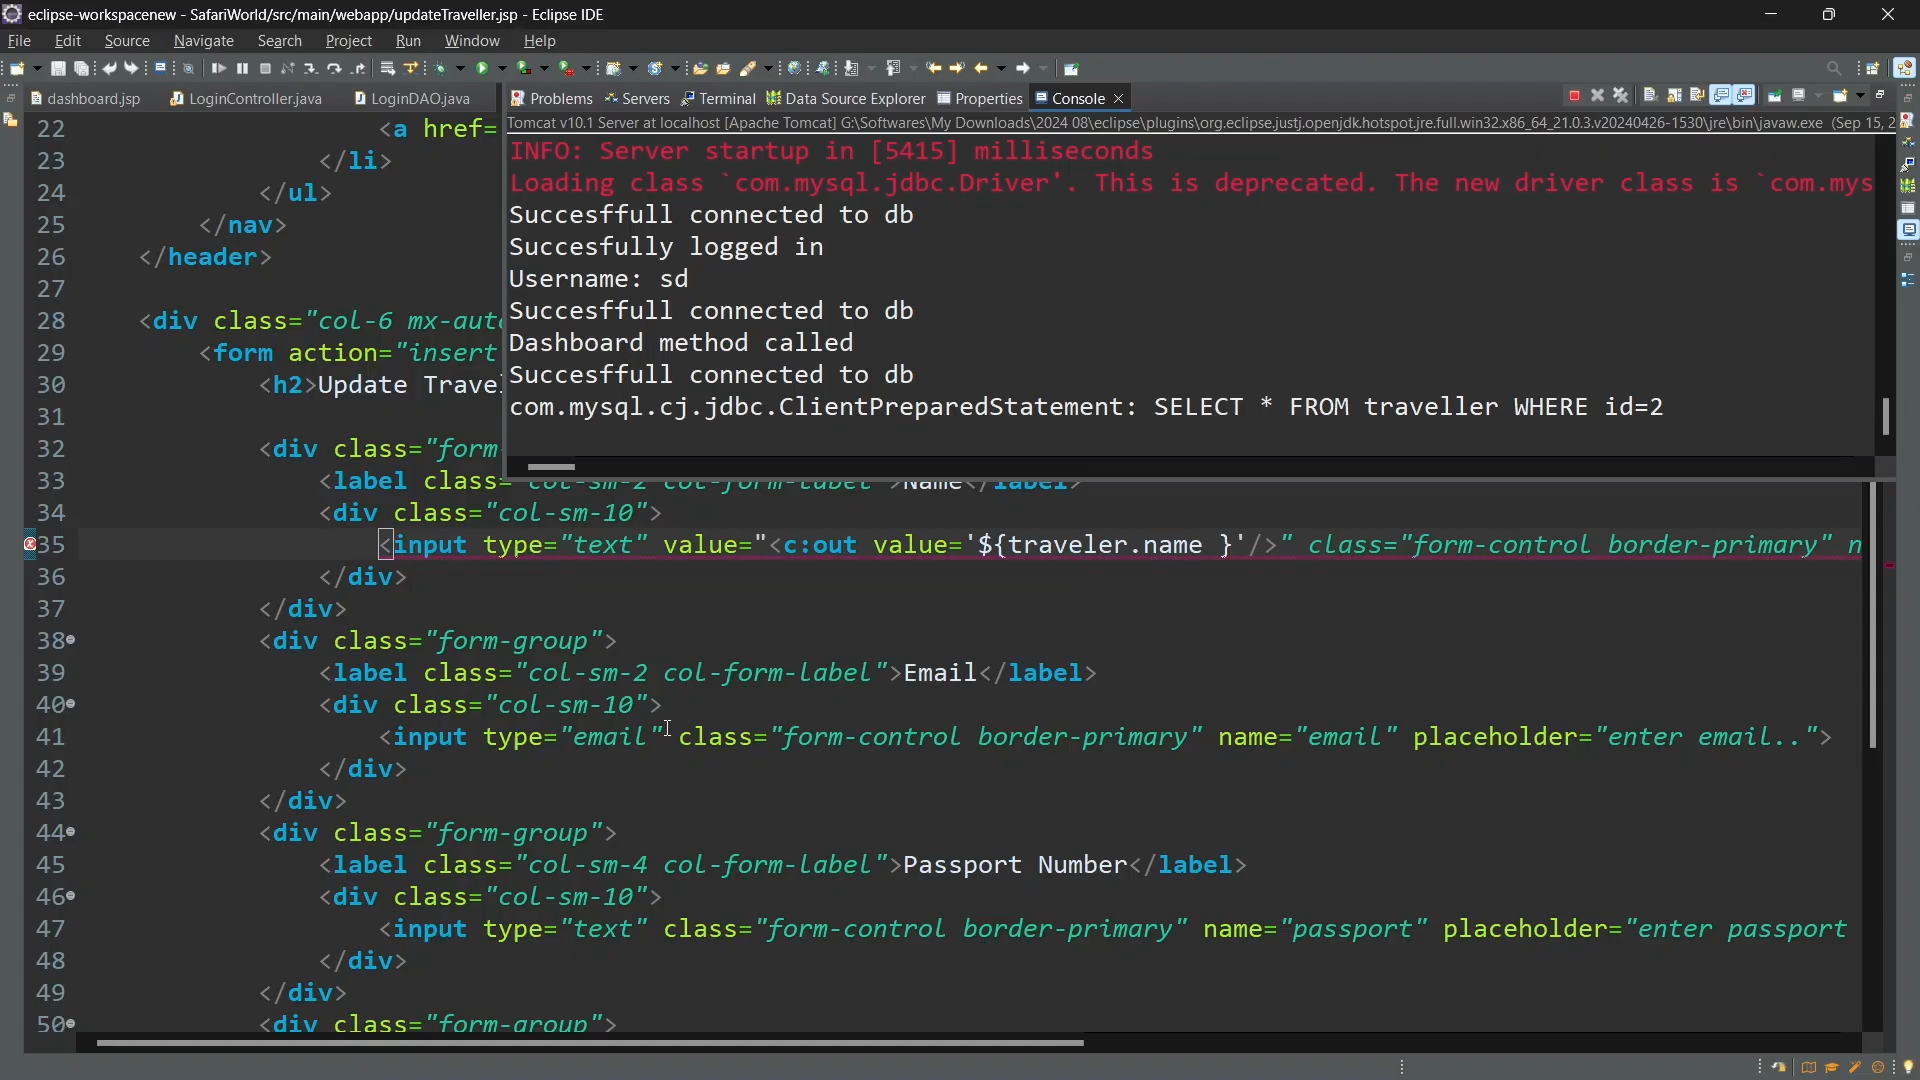 eclipse-workspacenew - SafariWorld/src/main/webapp/updateTraveller.jsp - Eclipse IDE
File Edit Source Navigate Search Project Run Window Help
dashboard.jsp LoginController.java LoginDAO.java
Problems Servers Terminal Data Source Explorer Properties Console
Tomcat v10.1 Server at localhost [Apache Tomcat] G:\Softwares\My Downloads\2024 08\eclipse\plugins\org.eclipse.justj.openjdk.hotspot.jre.full.win32.x86_64_21.0.3.v20240426-1530\jre\bin\javaw.exe (Sep 15, 2
INFO: Server startup in [5415] milliseconds
Loading class `com.mysql.jdbc.Driver'. This is deprecated. The new driver class is `com.mys
Succesffull connected to db
Succesfully logged in
Username: sd
Succesffull connected to db
Dashboard method called
Succesffull connected to db
com.mysql.cj.jdbc.ClientPreparedStatement: SELECT * FROM traveller WHERE id=2
22 <a href=
23 </li>
24 </ul>
25 </nav>
26 </header>
27
28 <div class="col-6 mx-aut
29 <form action="insert
30 <h2>Update Trave
31
32 <div class="form-
33 <label class="col-sm-2 col-form-label">Name</label>
34 <div class="col-sm-10">
35 <input type="text" value="<c:out value='${traveler.name }'/>" class="form-control border-primary" n
36 </div>
37 </div>
38 <div class="form-group">
39 <label class="col-sm-2 col-form-label">Email</label>
40 <div class="col-sm-10">
41 <input type="email" class="form-control border-primary" name="email" placeholder="enter email..">
42 </div>
43 </div>
44 <div class="form-group">
45 <label class="col-sm-4 col-form-label">Passport Number</label>
46 <div class="col-sm-10">
47 <input type="text" class="form-control border-primary" name="passport" placeholder="enter passport
48 </div>
49 </div>
50 <div class="form-group">